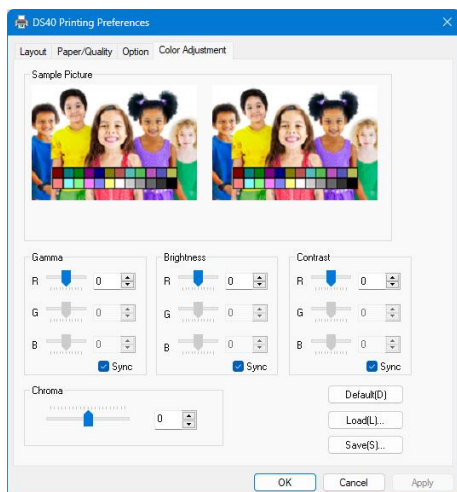 DS40 Printing Preferences
Layout Paper/Quality Option Color Adjustment
Sample Picture
Gamma Brightness Contrast
R 0 R 0 R 0
G 0 G 0 G 0
B 0 B 0 B 0
Sync Sync Sync
Chroma
0
Default(D)
Load(L)...
Save(S)...
OK Cancel Apply